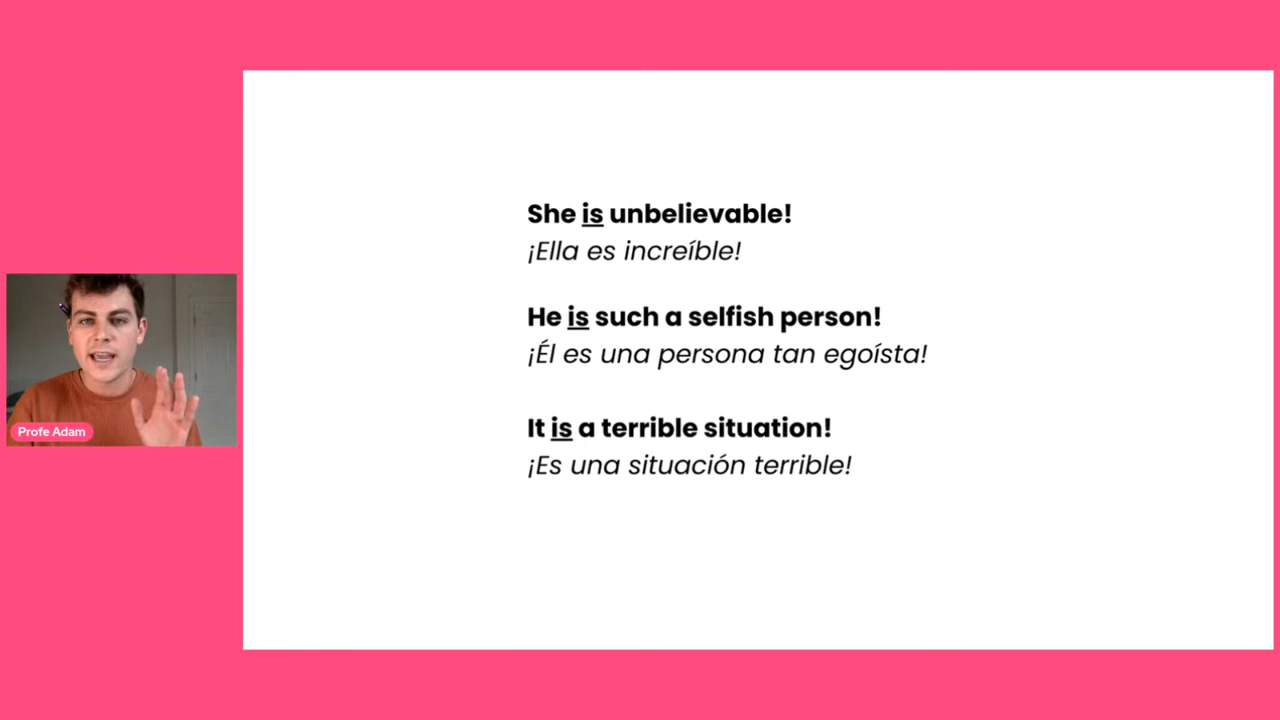 She is unbelievable!
¡Ella es increíble!
He is such a selfish person!
¡Él es una persona tan egoísta!
It is a terrible situation!
¡Es una situación terrible!
Profe Adam